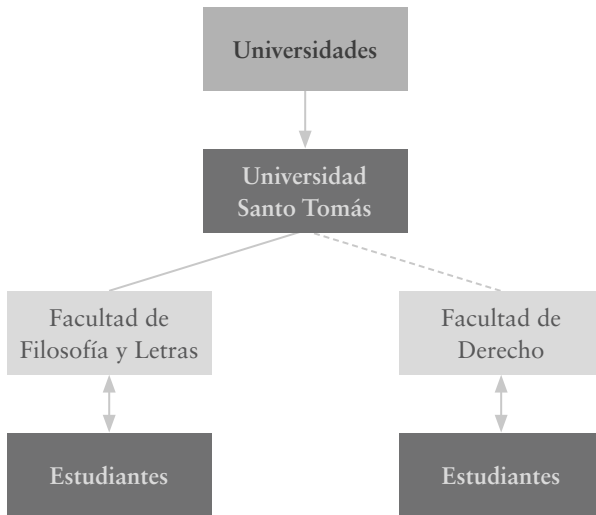 Universidades
Universidad
Santo Tomás
Facultad de
Filosofía y Letras
Facultad de
Derecho
Estudiantes
Estudiantes